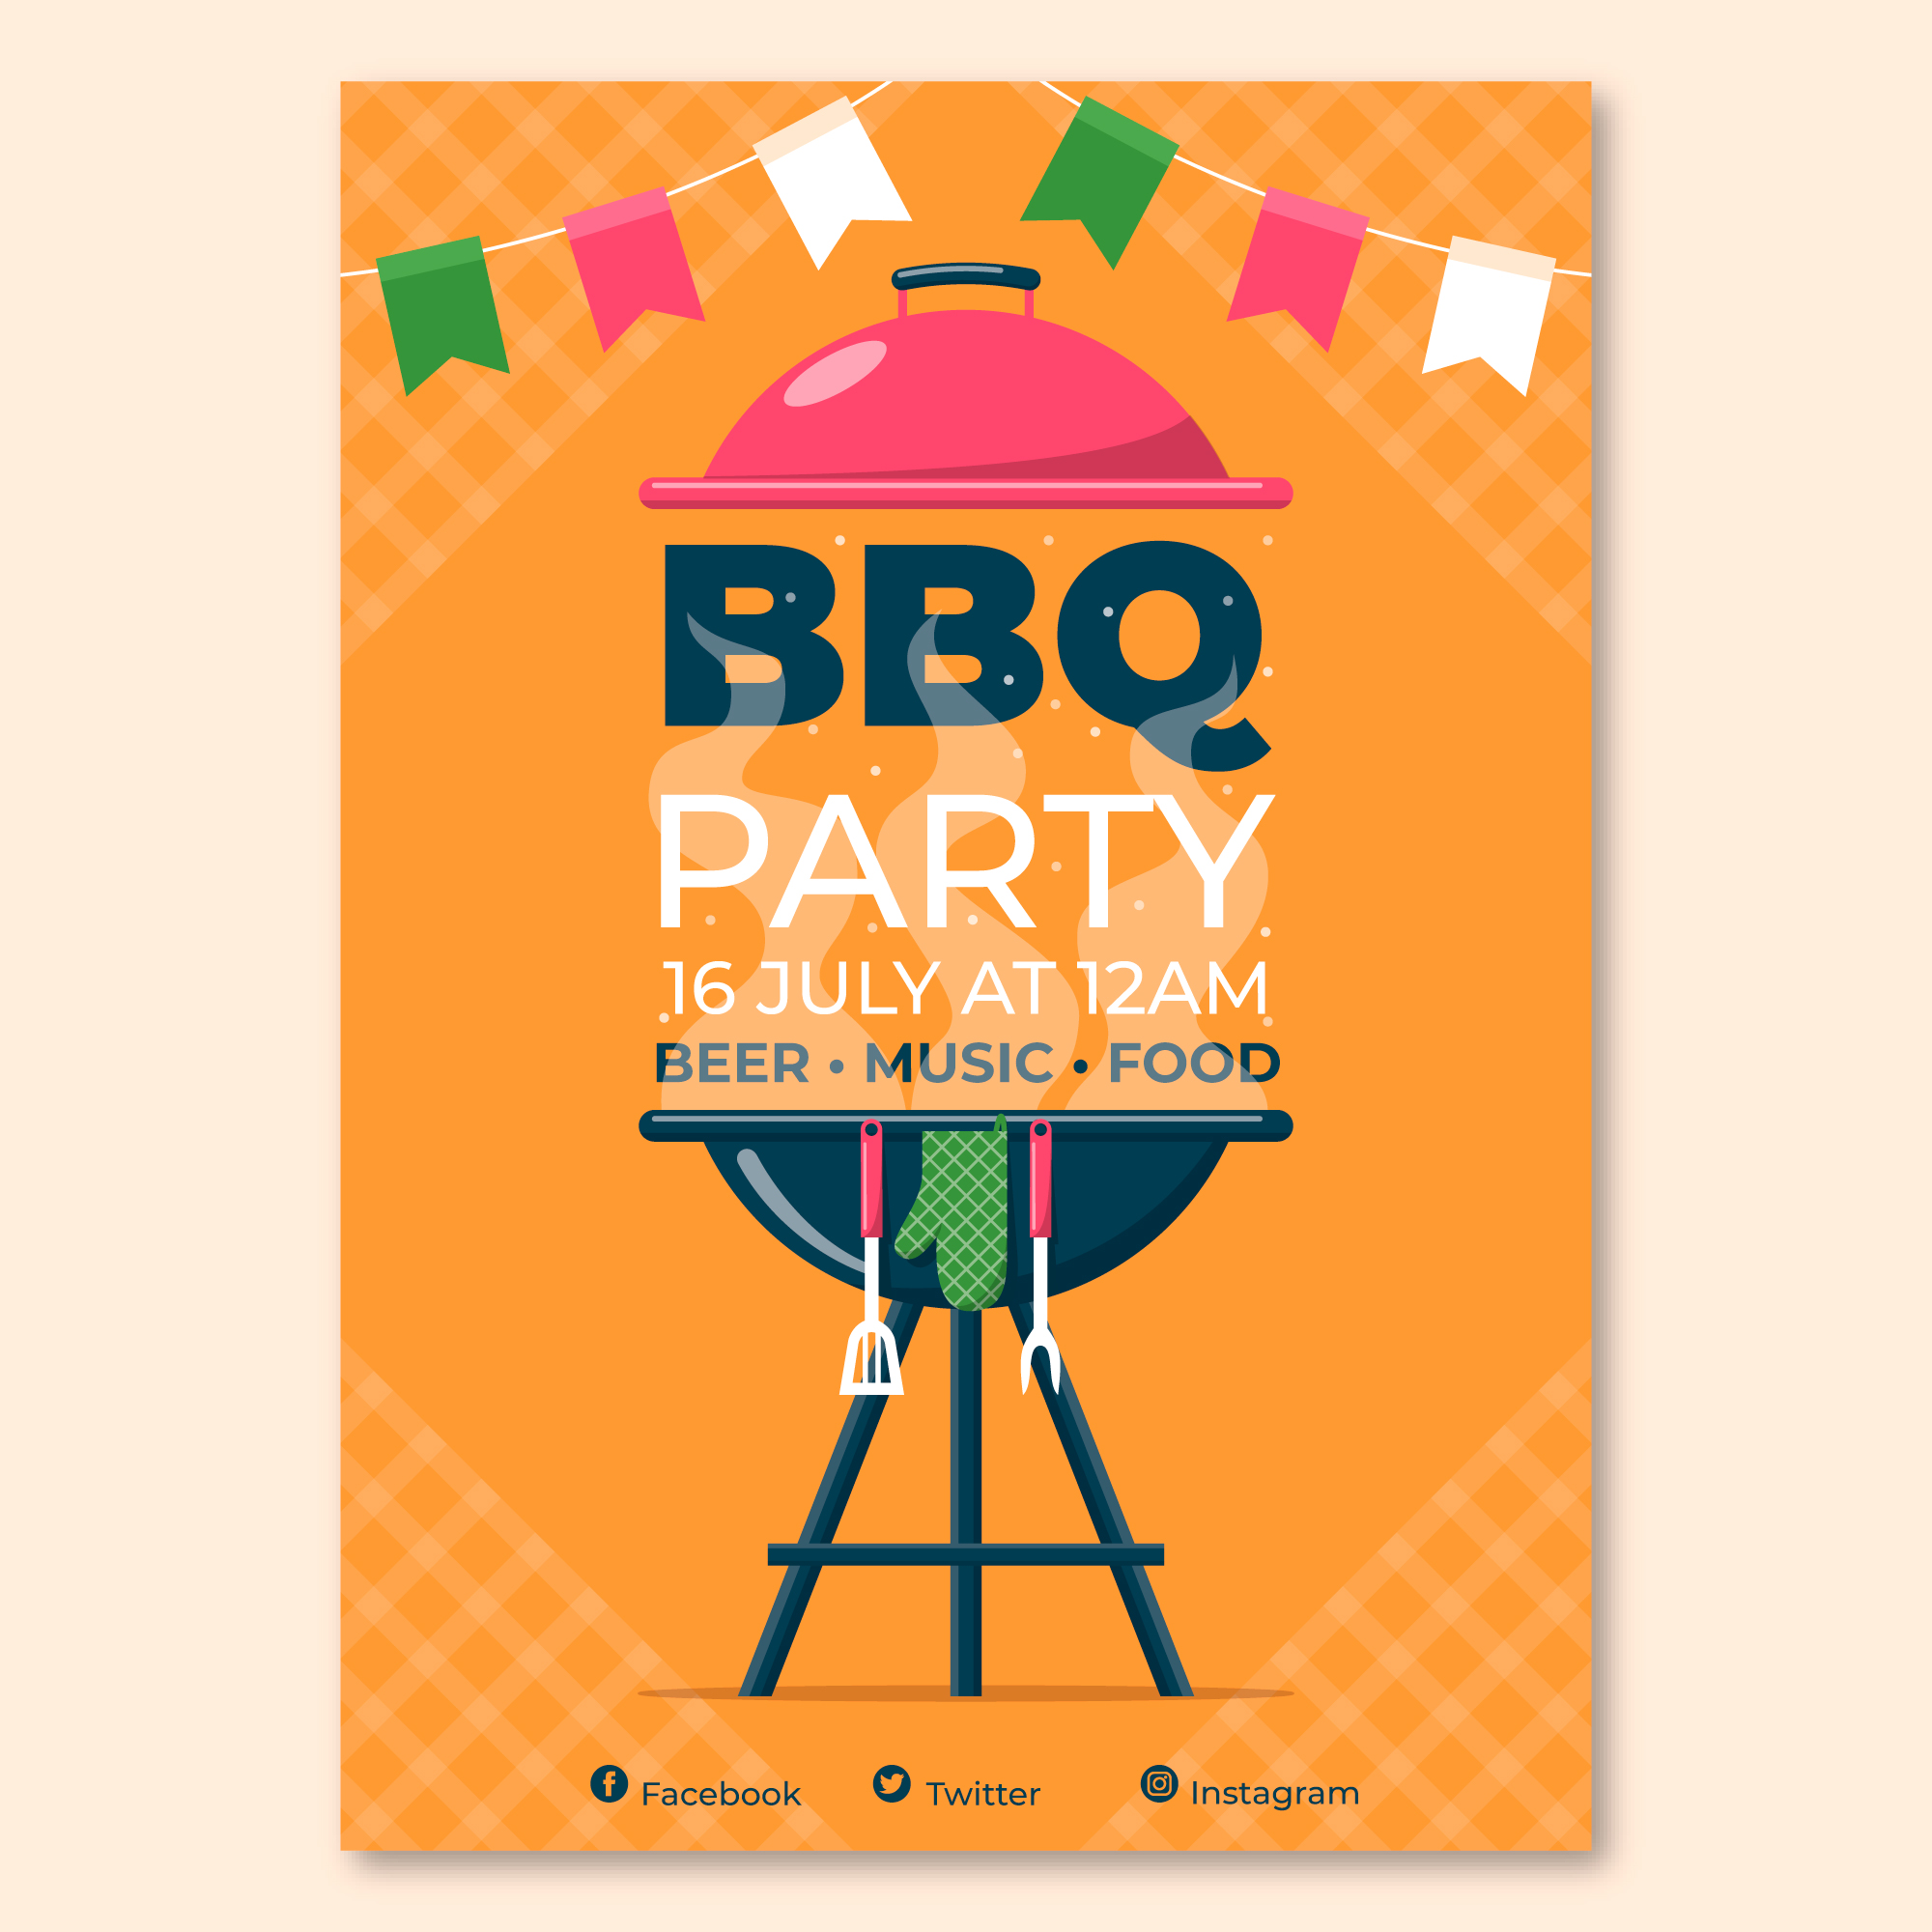 BBQ
PARTY
16 JULY AT 12AM
BEER • MUSIC • FOOD
Facebook Twitter Instagram